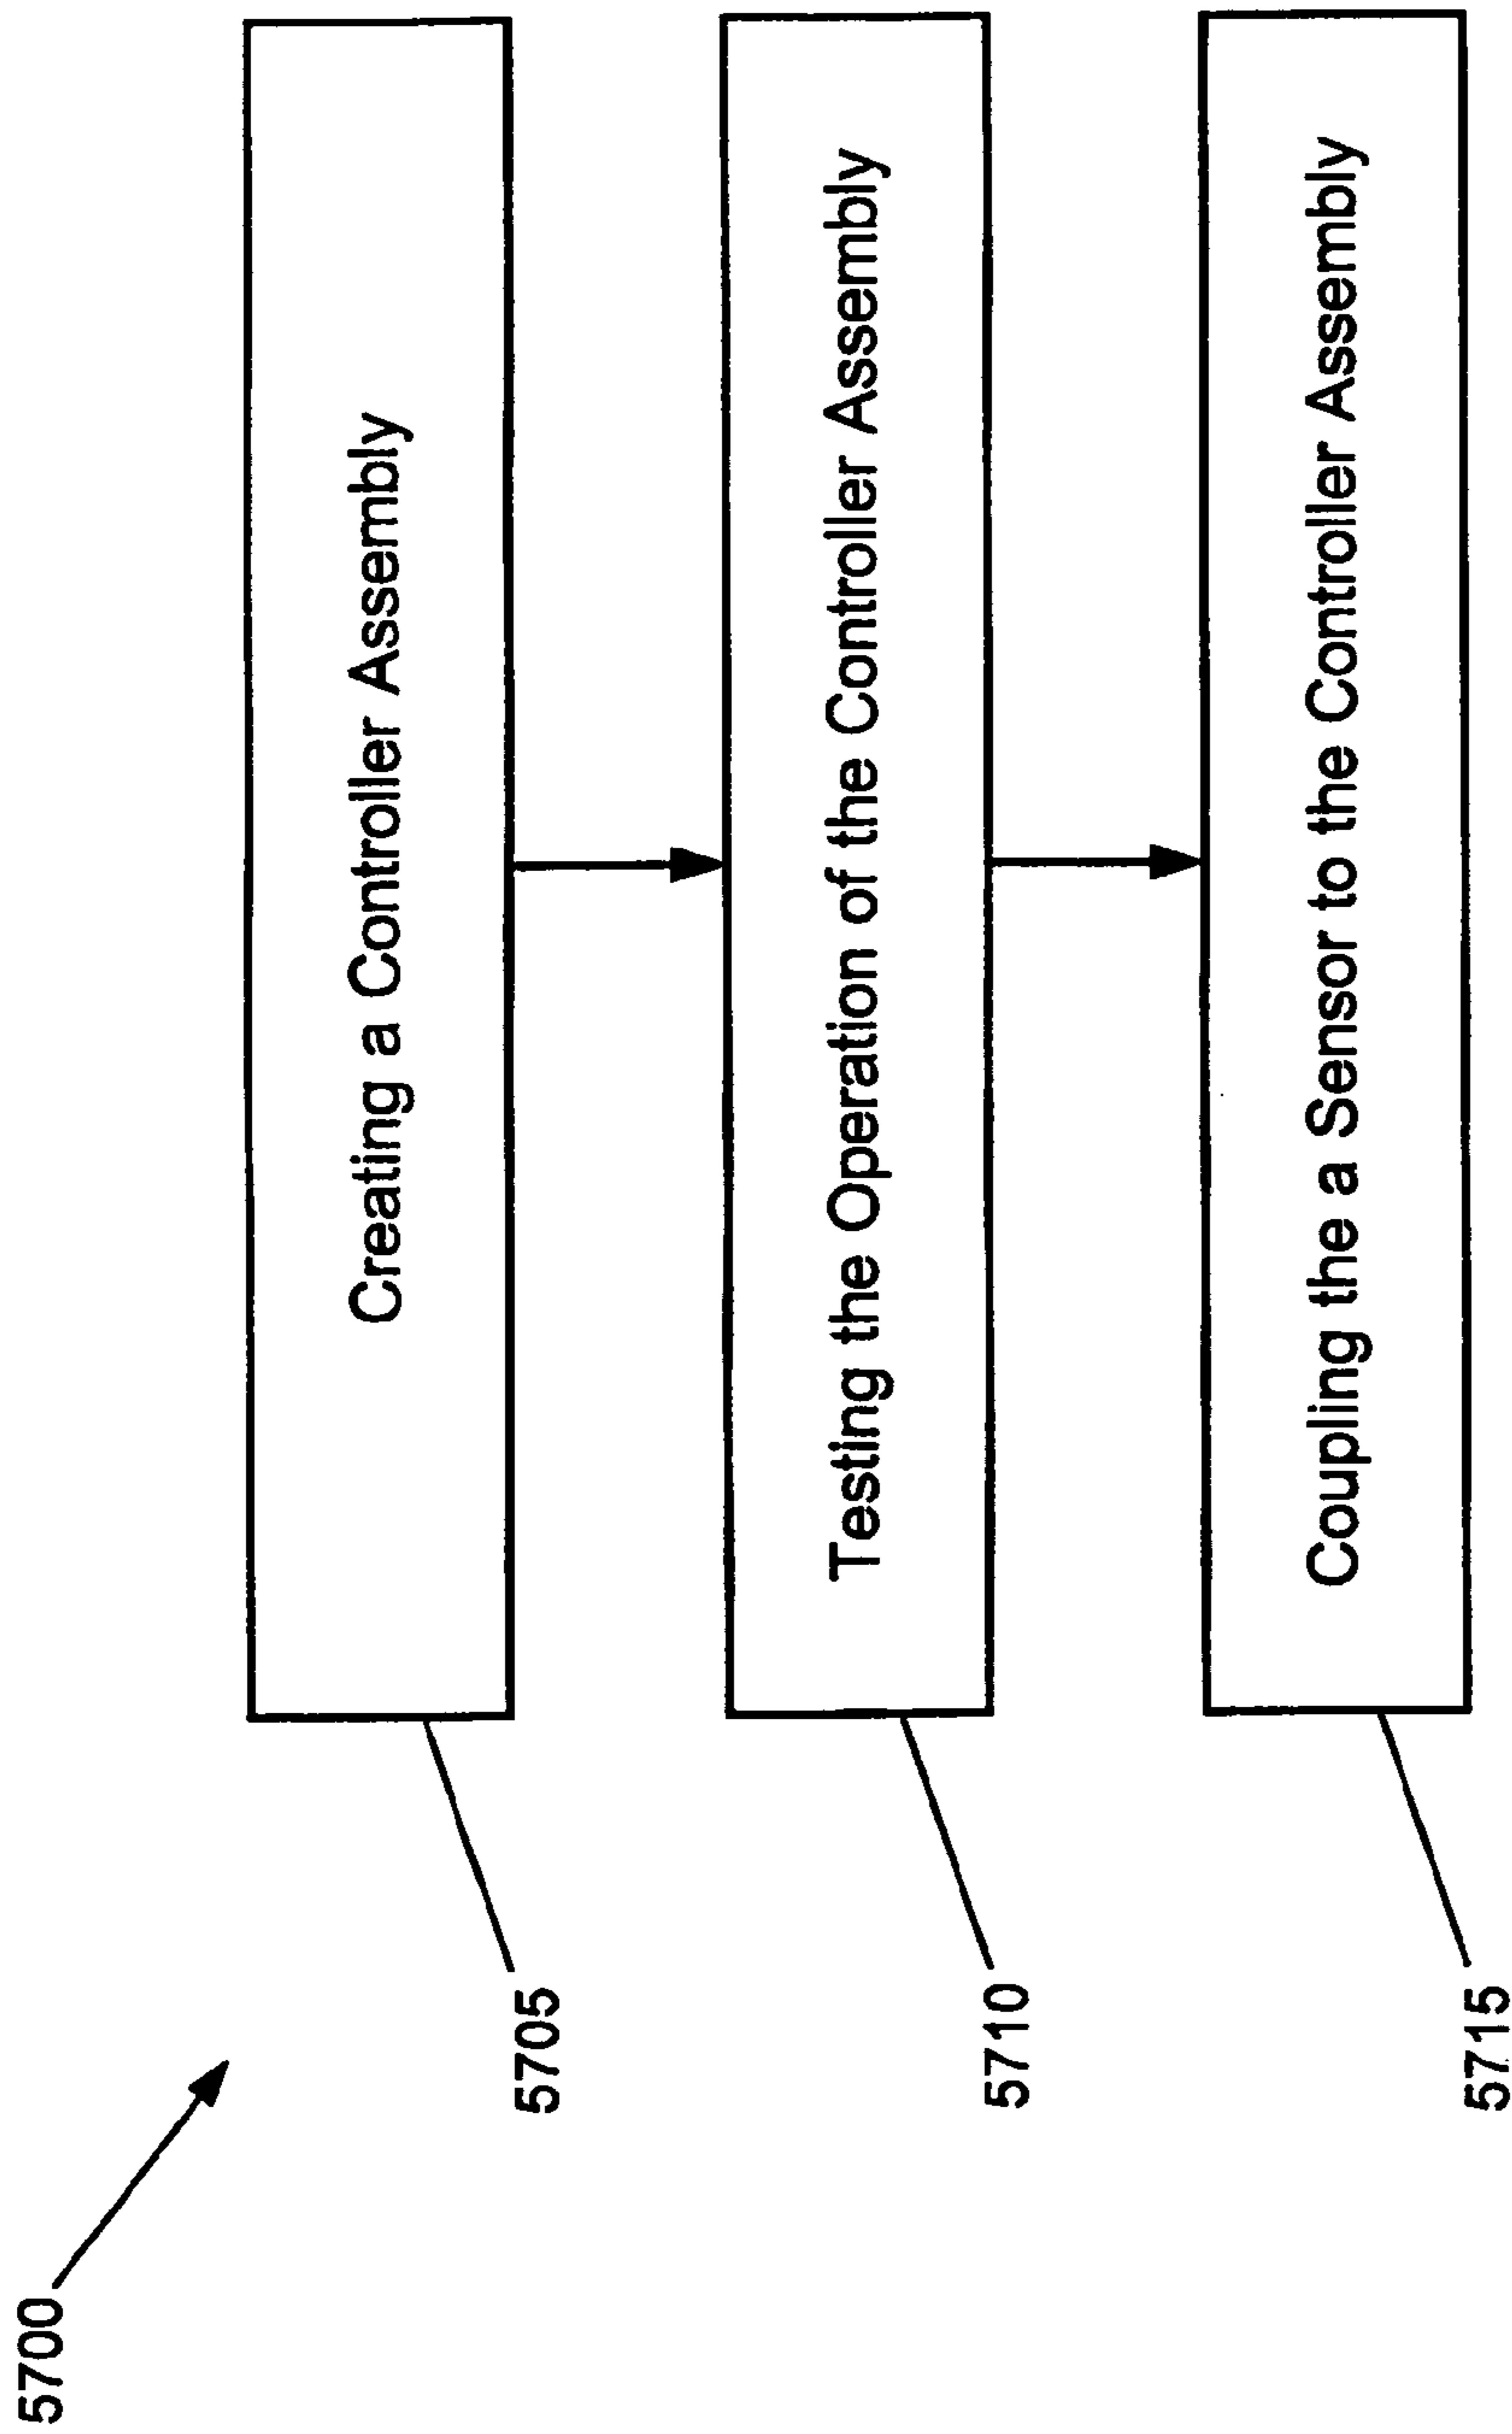 5700
Creating a Controller Assembly
5705
Testing the Operation of the Controller Assembly
5710
Coupling the a Sensor to the Controller Assembly
5715